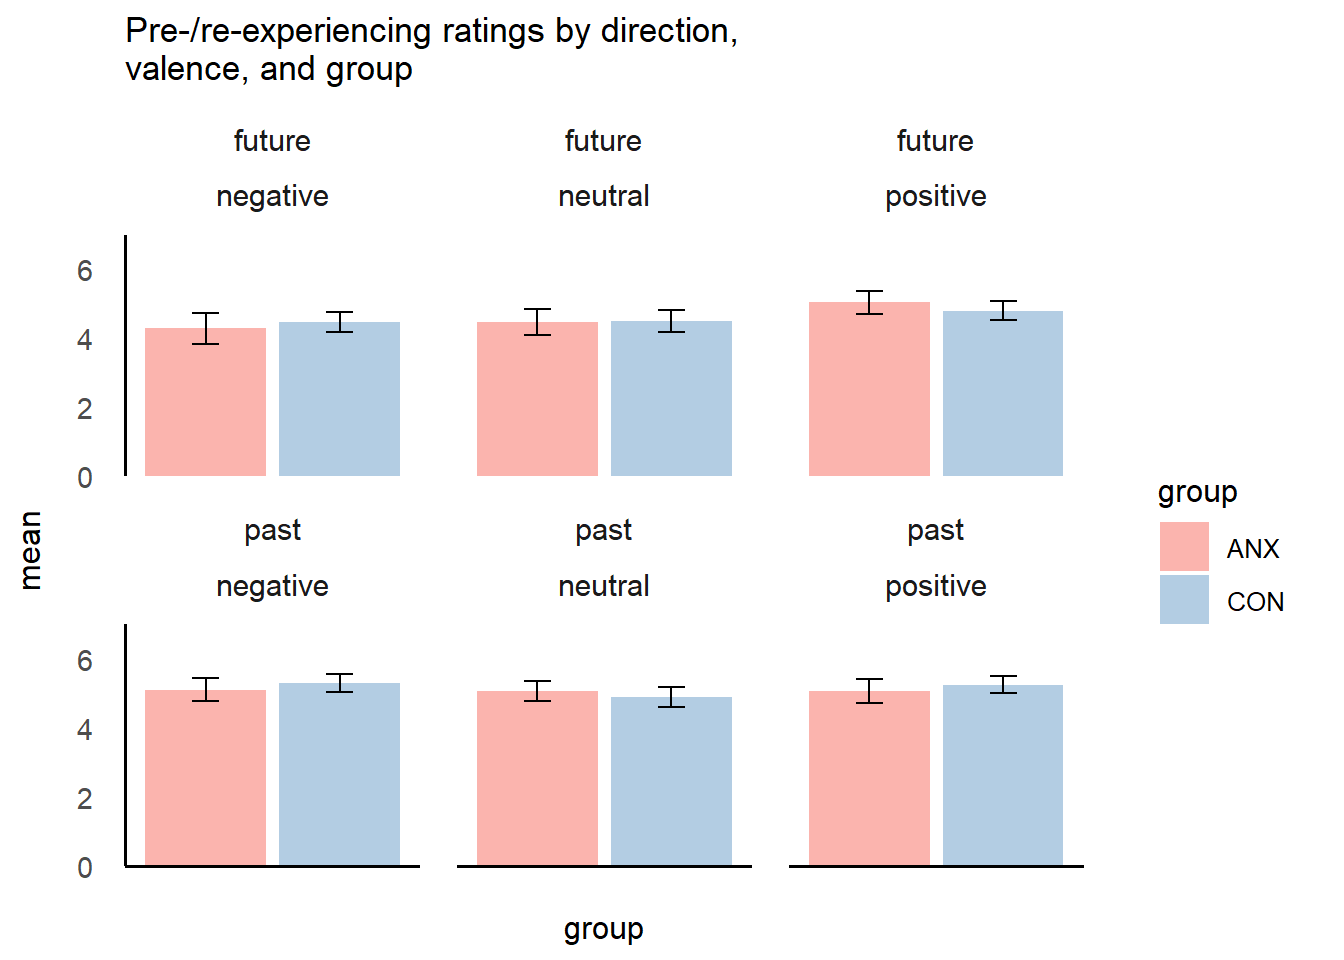 Pre-/re-experiencing ratings by direction,
valence, and group
future
future
future
negative
neutral
positive
6
4
2
0
past
past
past
negative
neutral
positive
6
4
2
0
mean
group
group
ANX
CON